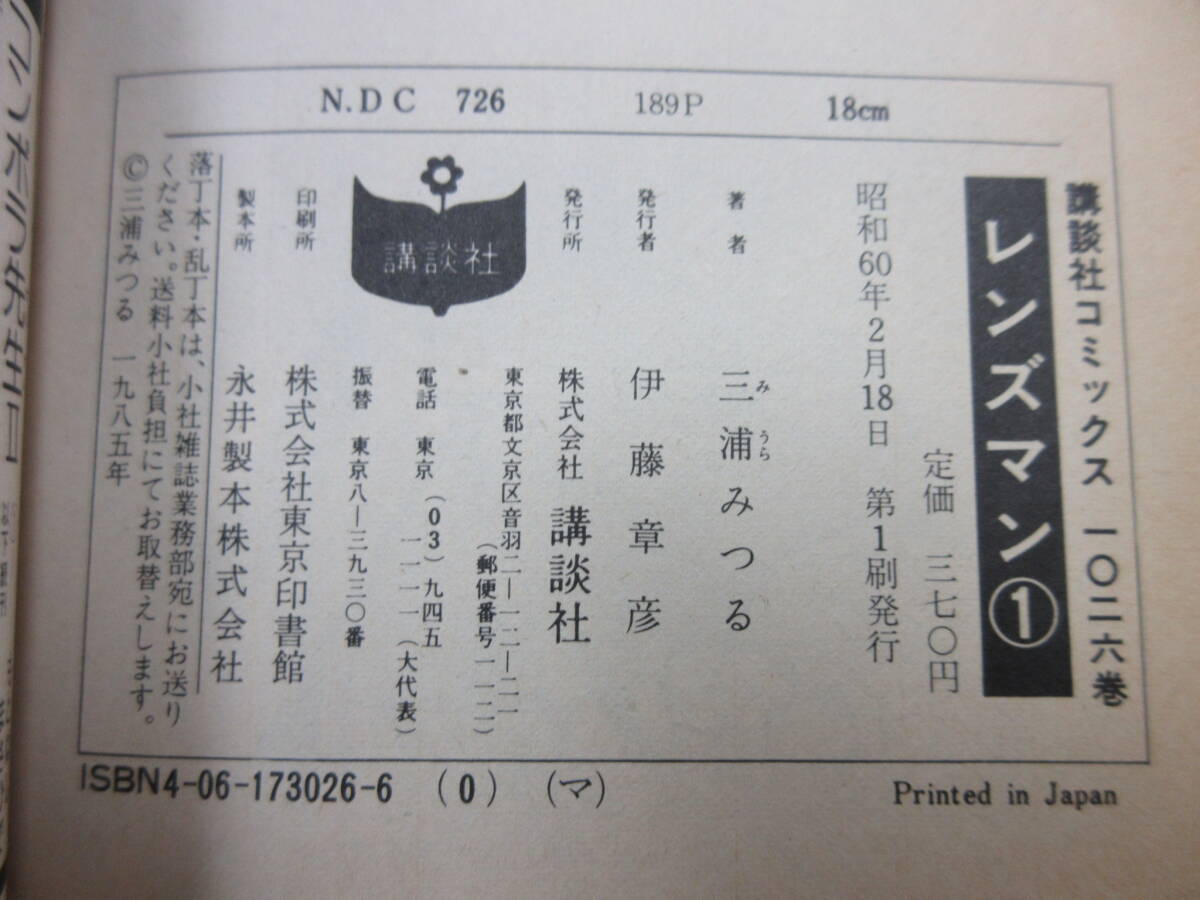 N.DC 726 189P 18cm
講談社コミックス 一〇二六巻
レンズマン①
定価 三七〇円
昭和60年2月18日 第1刷発行
著者 三浦みつる
みうら
発行者 伊藤章彦
発行所 株式会社 講談社
東京都文京区音羽二―一二―二一
(郵便番号一一二)
電話 東京(03)九四五
一一一一(大代表)
振替 東京八―三九三〇番
講談社
印刷所 株式会社東京印書館
製本所 永井製本株式会社
落丁本・乱丁本は、小社雑誌業務部宛にお送り
ください。送料小社負担にてお取替えします。
©三浦みつる 一九八五年
ISBN4-06-173026-6 (0) (マ)
Printed in Japan
ポラ先生II